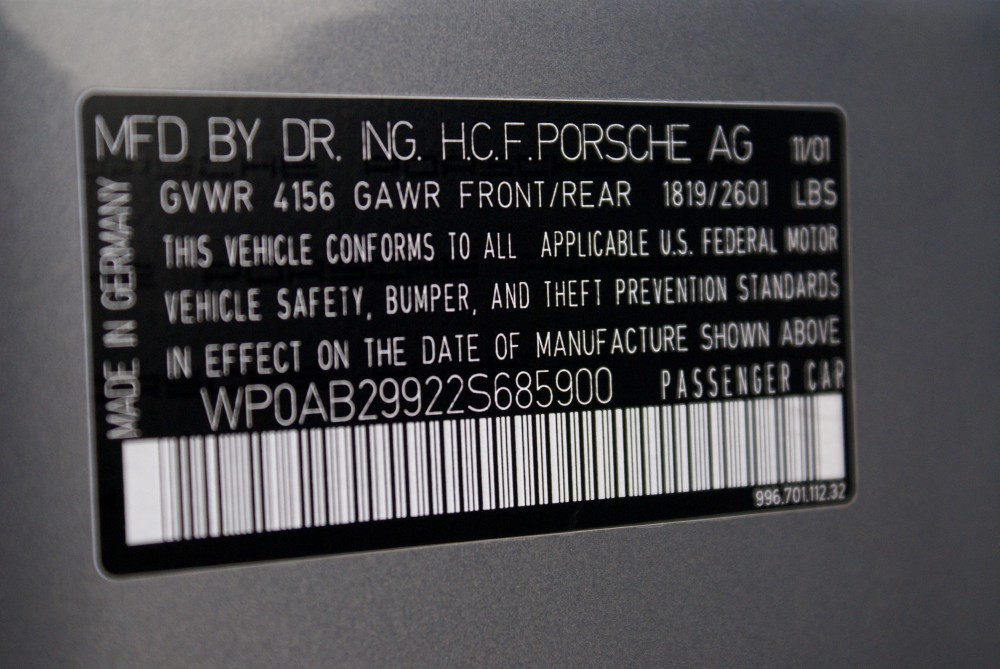 MFD BY DR. ING. H.C.F. PORSCHE AG 11/01
GVWR 4156 GAWR FRONT/REAR 1819/2601 LBS
THIS VEHICLE CONFORMS TO ALL APPLICABLE U.S. FEDERAL MOTOR
VEHICLE SAFETY, BUMPER, AND THEFT PREVENTION STANDARDS
IN EFFECT ON THE DATE OF MANUFACTURE SHOWN ABOVE
WP0AB29922S685900 PASSENGER CAR
996.701.112.32
MADE IN GERMANY